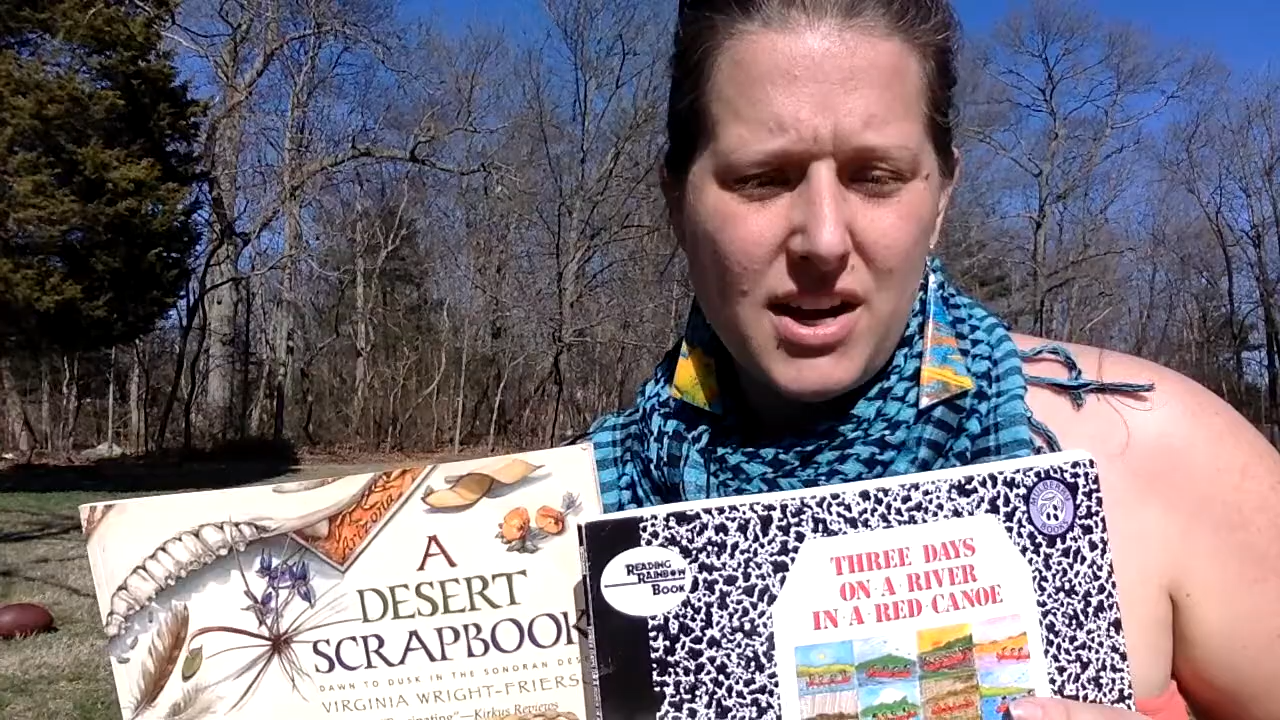 Arizona
A
DESERT
SCRAPBOOK
DAWN TO DUSK IN THE SONORAN
VIRGINIA WRIGHT-FRIERS
—Kirkus Reviews
READING
RAINBOW
BOOK
BOOKS
THREE DAYS
ON·A·RIVER
IN·A·RED·CANOE